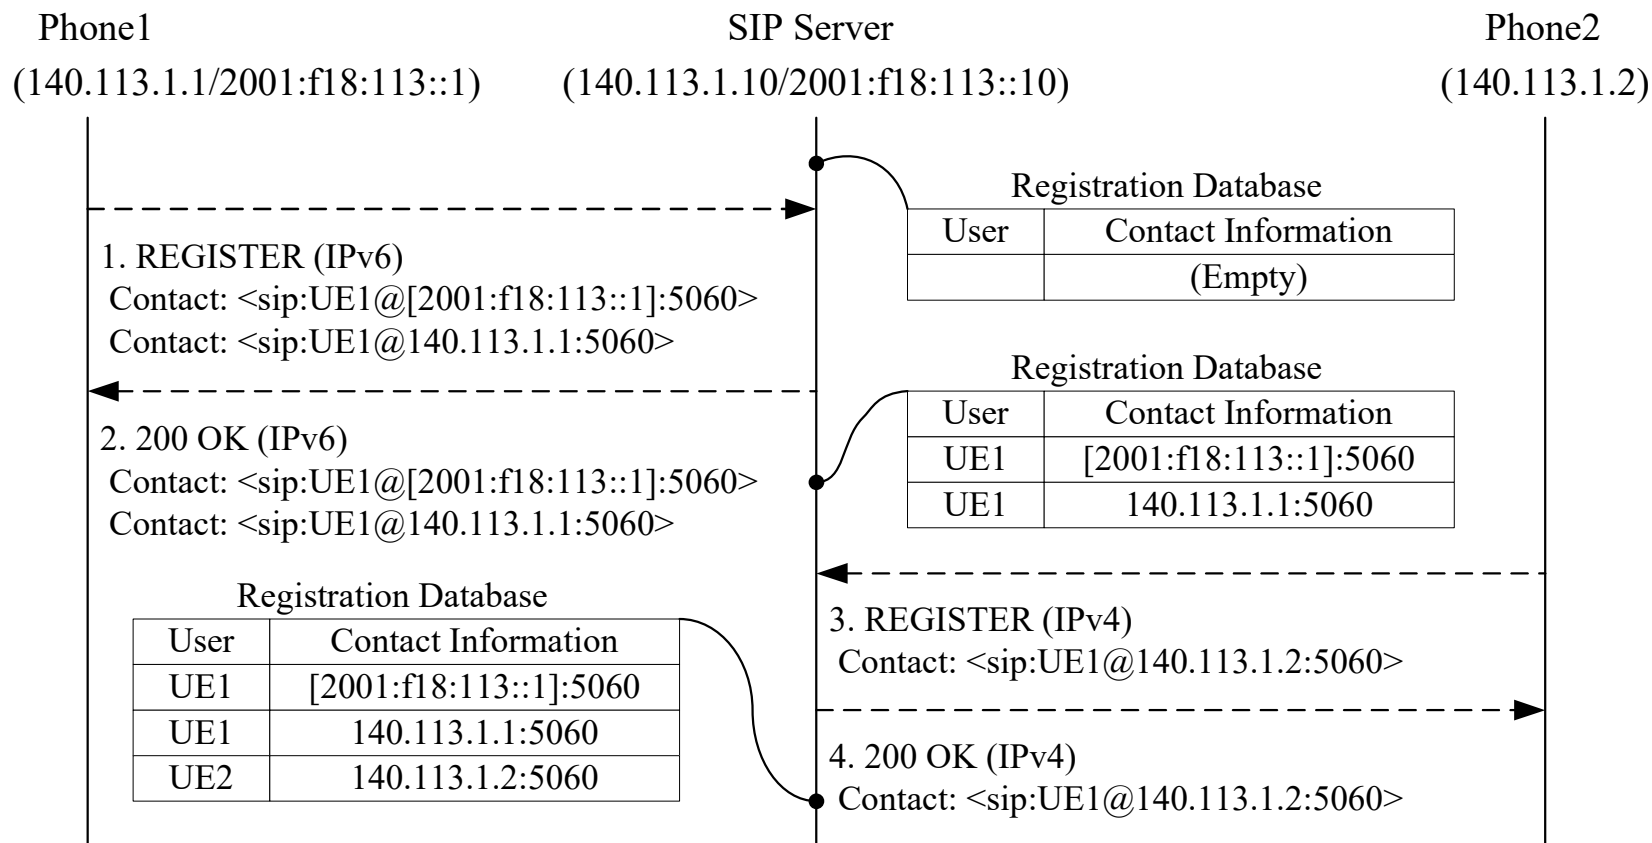 Phone1
(140.113.1.1/2001:f18:113::1)
SIP Server
(140.113.1.10/2001:f18:113::10)
Phone2
(140.113.1.2)
Registration Database
User Contact Information
(Empty)
1. REGISTER (IPv6)
Contact: <sip:UE1@[2001:f18:113::1]:5060>
Contact: <sip:UE1@140.113.1.1:5060>
Registration Database
User Contact Information
UE1 [2001:f18:113::1]:5060
UE1 140.113.1.1:5060
2. 200 OK (IPv6)
Contact: <sip:UE1@[2001:f18:113::1]:5060>
Contact: <sip:UE1@140.113.1.1:5060>
3. REGISTER (IPv4)
Contact: <sip:UE1@140.113.1.2:5060>
Registration Database
User Contact Information
UE1 [2001:f18:113::1]:5060
UE1 140.113.1.1:5060
UE2 140.113.1.2:5060
4. 200 OK (IPv4)
Contact: <sip:UE1@140.113.1.2:5060>